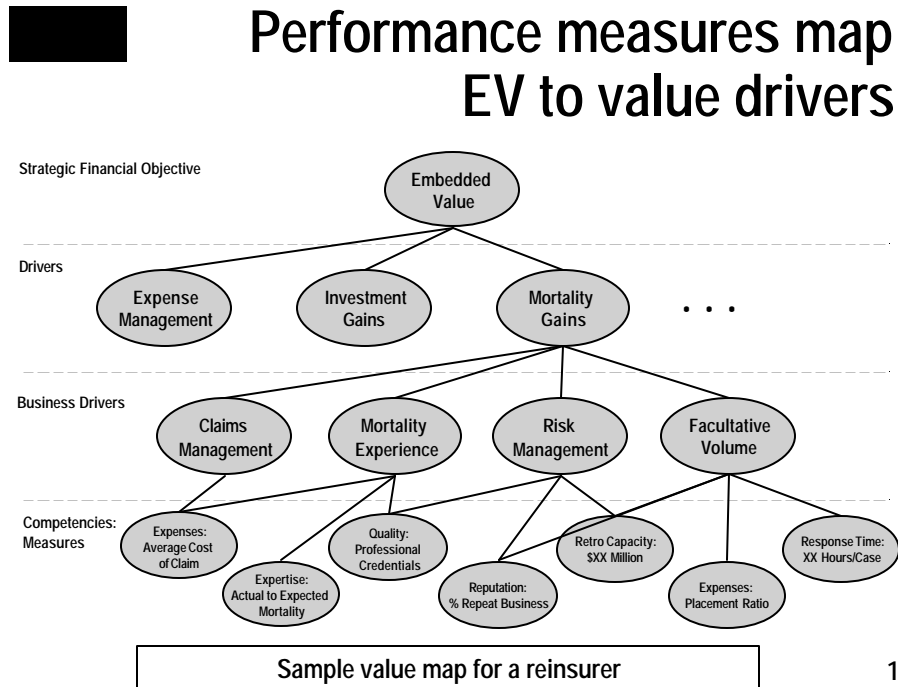 Performance measures map
EV to value drivers
Strategic Financial Objective
Embedded
Value
Drivers
Expense
Management
Investment
Gains
Mortality
Gains
. . .
Business Drivers
Claims
Management
Mortality
Experience
Risk
Management
Facultative
Volume
Competencies:
Measures
Expenses:
Average Cost
of Claim
Quality:
Professional
Credentials
Retro Capacity:
$XX Million
Response Time:
XX Hours/Case
Expertise:
Actual to Expected
Mortality
Reputation:
% Repeat Business
Expenses:
Placement Ratio
Sample value map for a reinsurer
1